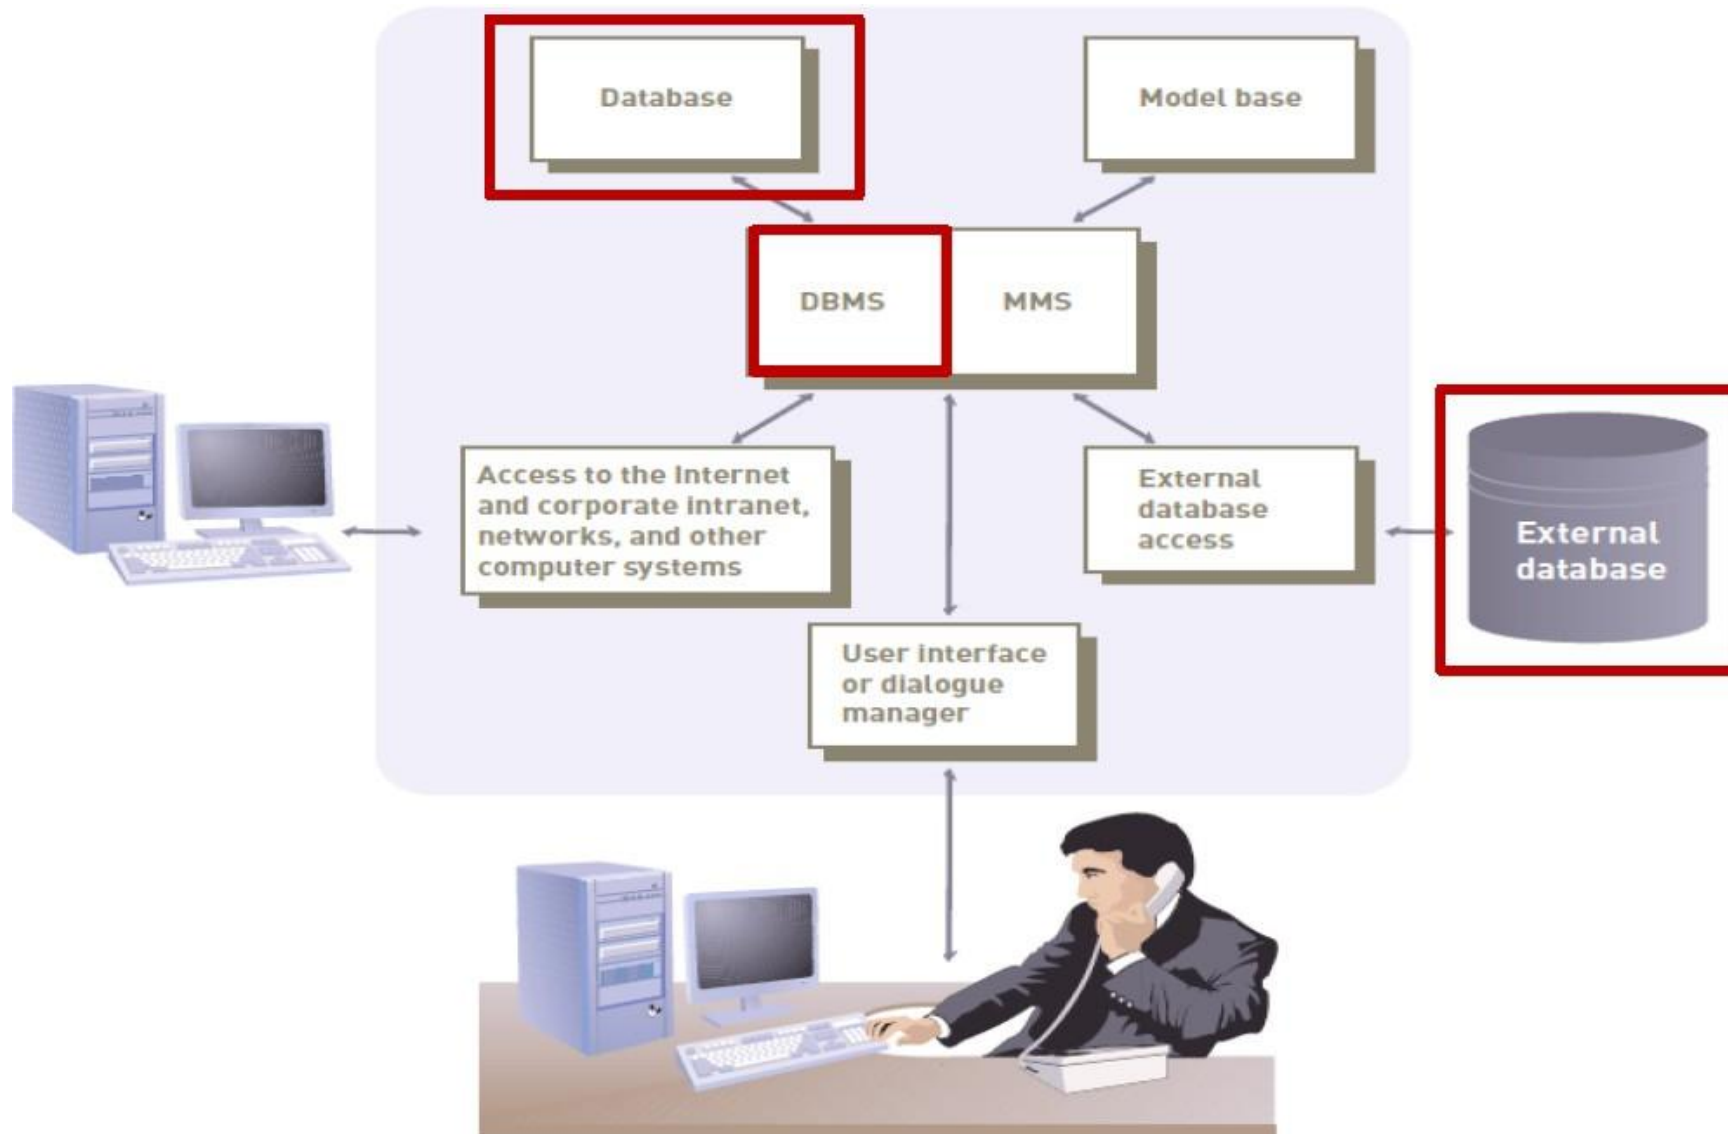 Database
Model base
DBMS
MMS
Access to the Internet
and corporate intranet,
networks, and other
computer systems
External
database
access
External
database
User interface
or dialogue
manager